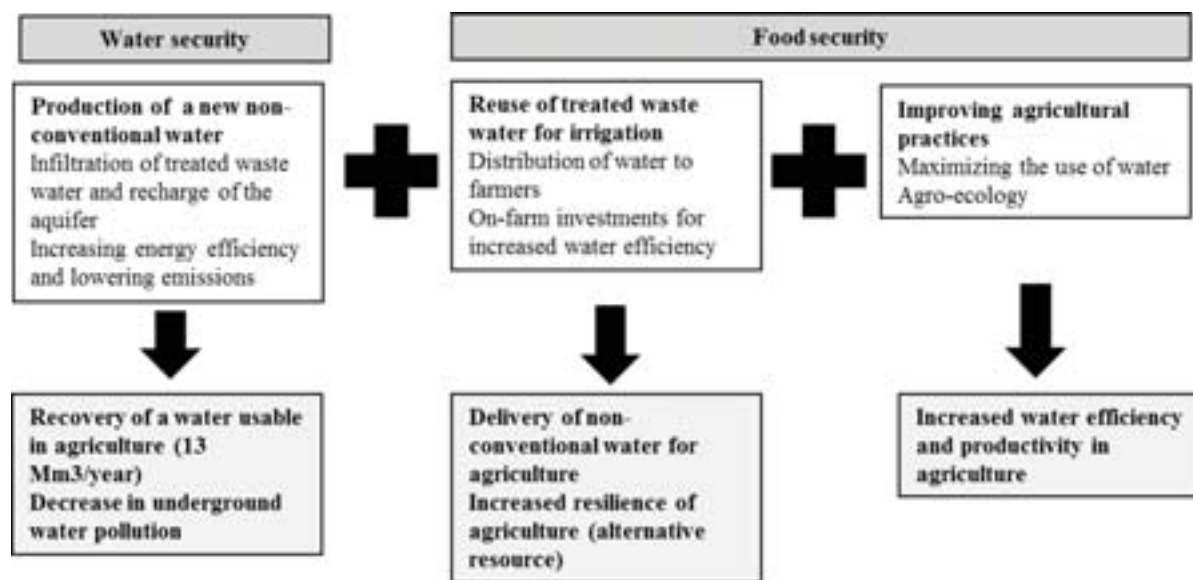 Water security
Food security
Production of a new non-
conventional water
Infiltration of treated waste
water and recharge of the
aquifer
Increasing energy efficiency
and lowering emissions
Reuse of treated waste
water for irrigation
Distribution of water to
farmers
On-farm investments for
increased water efficiency
Improving agricultural
practices
Maximizing the use of water
Agro-ecology
Recovery of a water usable
in agriculture (13
Mm3/year)
Decrease in underground
water pollution
Delivery of non-
conventional water for
agriculture
Increased resilience of
agriculture (alternative
resource)
Increased water efficiency
and productivity in
agriculture